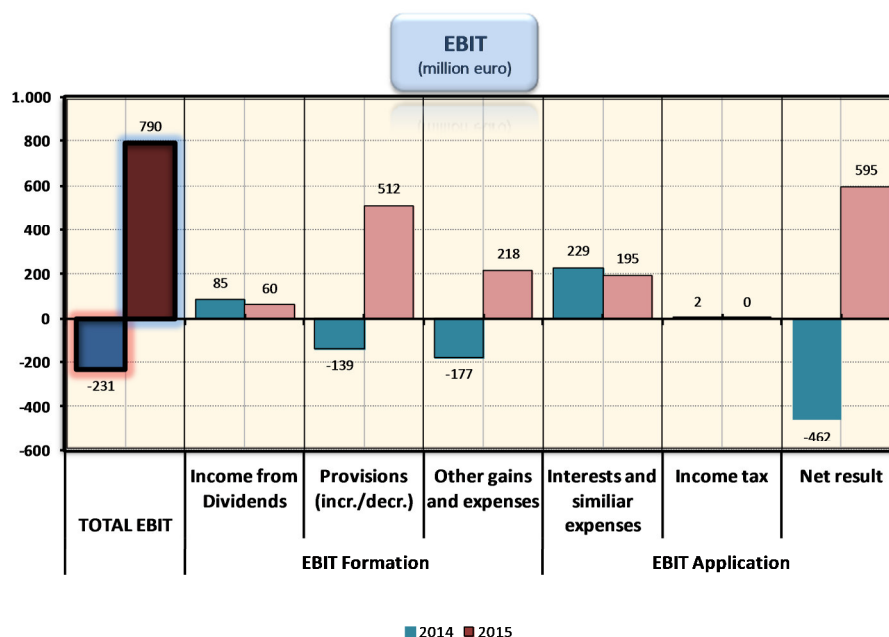 EBIT
(million euro)
1.000
800
600
400
200
0
-200
-400
-600
790
-231
85
60
512
-139
218
-177
229
195
2
0
595
-462
TOTAL EBIT
Income from
Dividends
Provisions
(incr./decr.)
Other gains
and expenses
Interests and
similiar
expenses
Income tax
Net result
EBIT Formation
EBIT Application
2014
2015